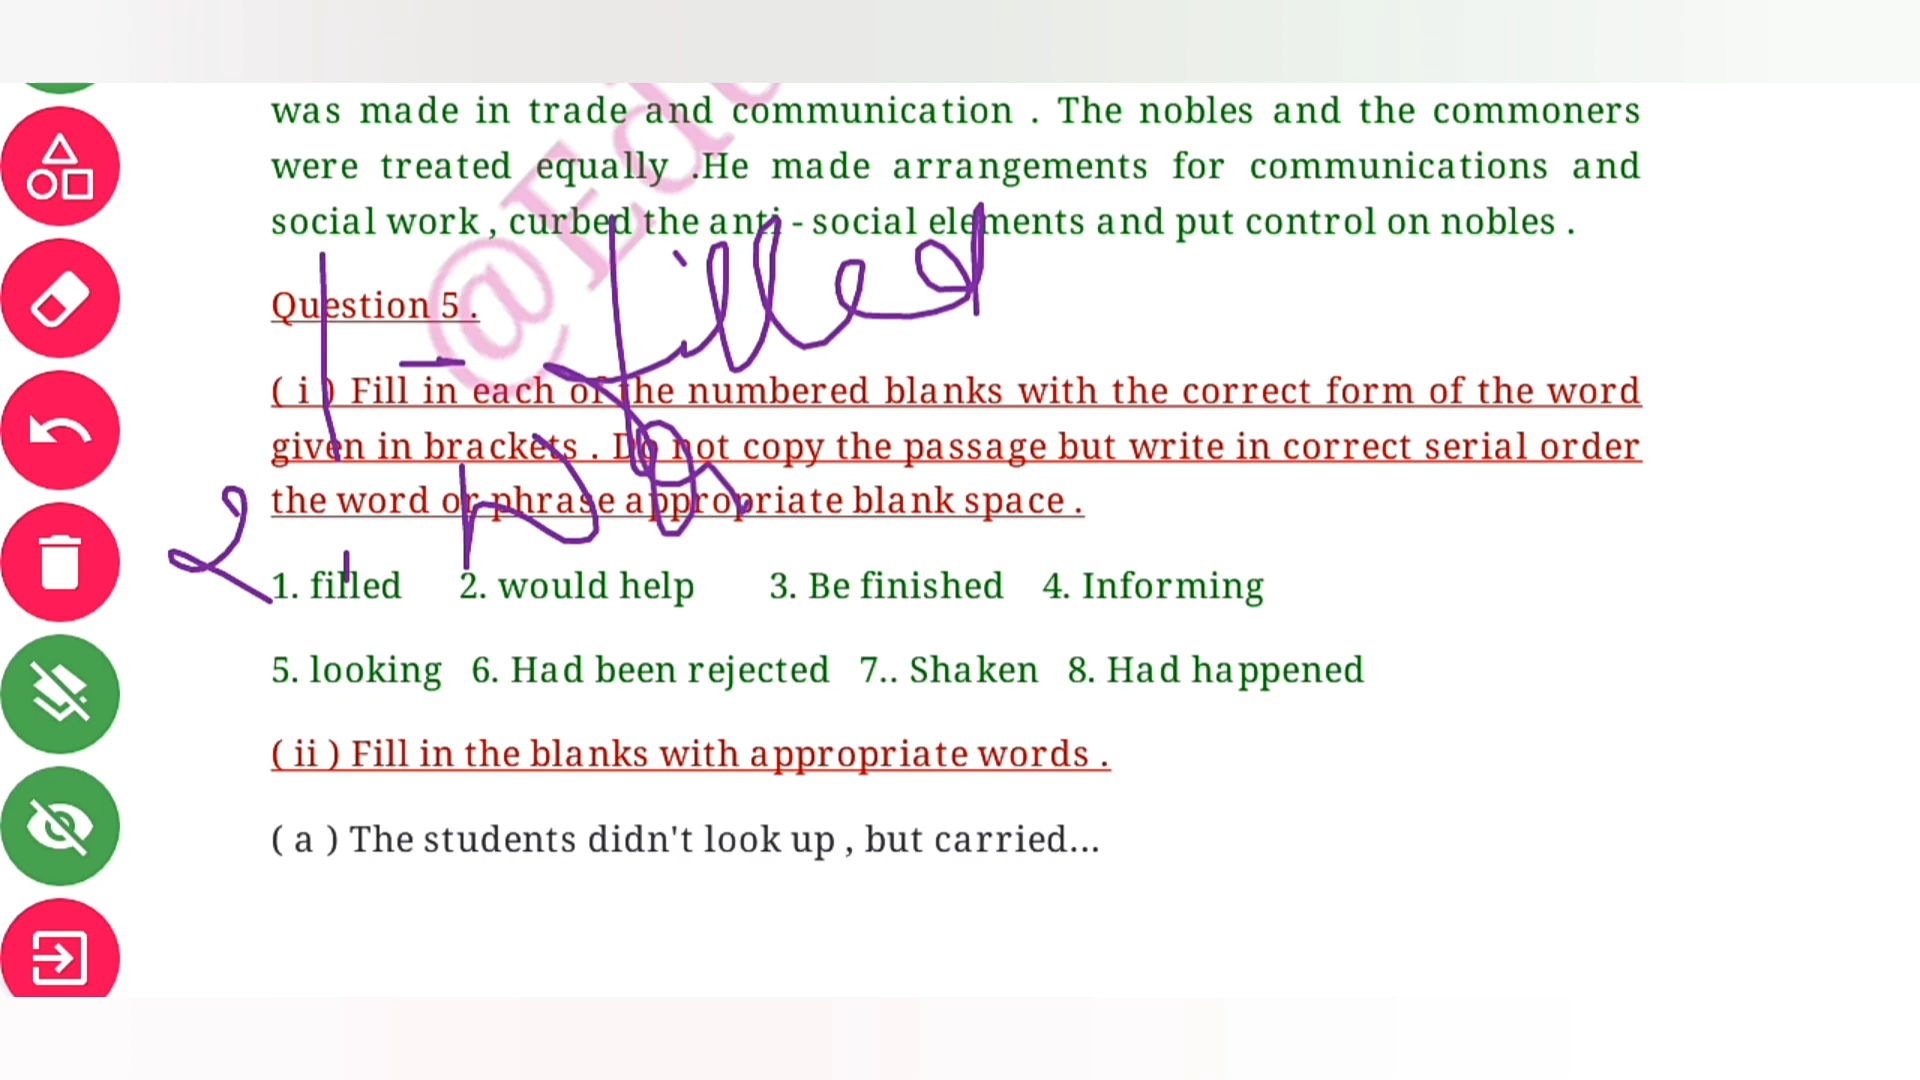 was made in trade and communication . The nobles and the commoners
were treated equally .He made arrangements for communications and
social work , curbed the anti - social elements and put control on nobles .
Question 5 .
1 - filled
( i ) Fill in each of the numbered blanks with the correct form of the word
given in brackets . Do not copy the passage but write in correct serial order
the word or phrase appropriate blank space .
2
1. filled 2. would help 3. Be finished 4. Informing
5. looking 6. Had been rejected 7.. Shaken 8. Had happened
( ii ) Fill in the blanks with appropriate words .
( a ) The students didn't look up , but carried...